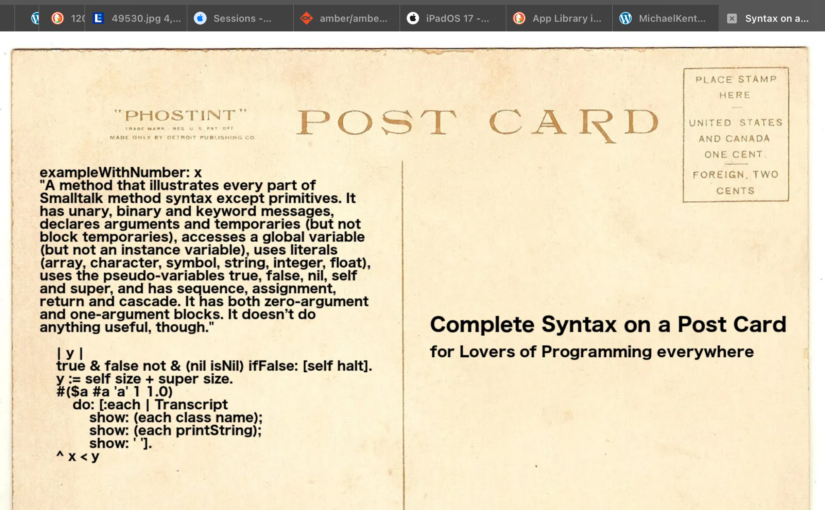 120
49530.jpg 4,...
Sessions -...
amber/ambe...
iPadOS 17 -...
App Library i...
MichaelKent...
Syntax on a...
"PHOSTINT"
TRADE MARK · REG. U.S. PAT. OFF.
MADE ONLY BY DETROIT PUBLISHING CO.
POST CARD
PLACE STAMP
HERE
UNITED STATES
AND CANADA
ONE CENT.
FOREIGN, TWO
CENTS
exampleWithNumber: x
"A method that illustrates every part of
Smalltalk method syntax except primitives. It
has unary, binary and keyword messages,
declares arguments and temporaries (but not
block temporaries), accesses a global variable
(but not an instance variable), uses literals
(array, character, symbol, string, integer, float),
uses the pseudo-variables true, false, nil, self
and super, and has sequence, assignment,
return and cascade. It has both zero-argument
and one-argument blocks. It doesn't do
anything useful, though."
| y |
true & false not & (nil isNil) ifFalse: [self halt].
y := self size + super size.
#($a #a 'a' 1 1.0)
do: [:each | Transcript
show: (each class name);
show: (each printString);
show: ' '].
^ x < y
Complete Syntax on a Post Card
for Lovers of Programming everywhere